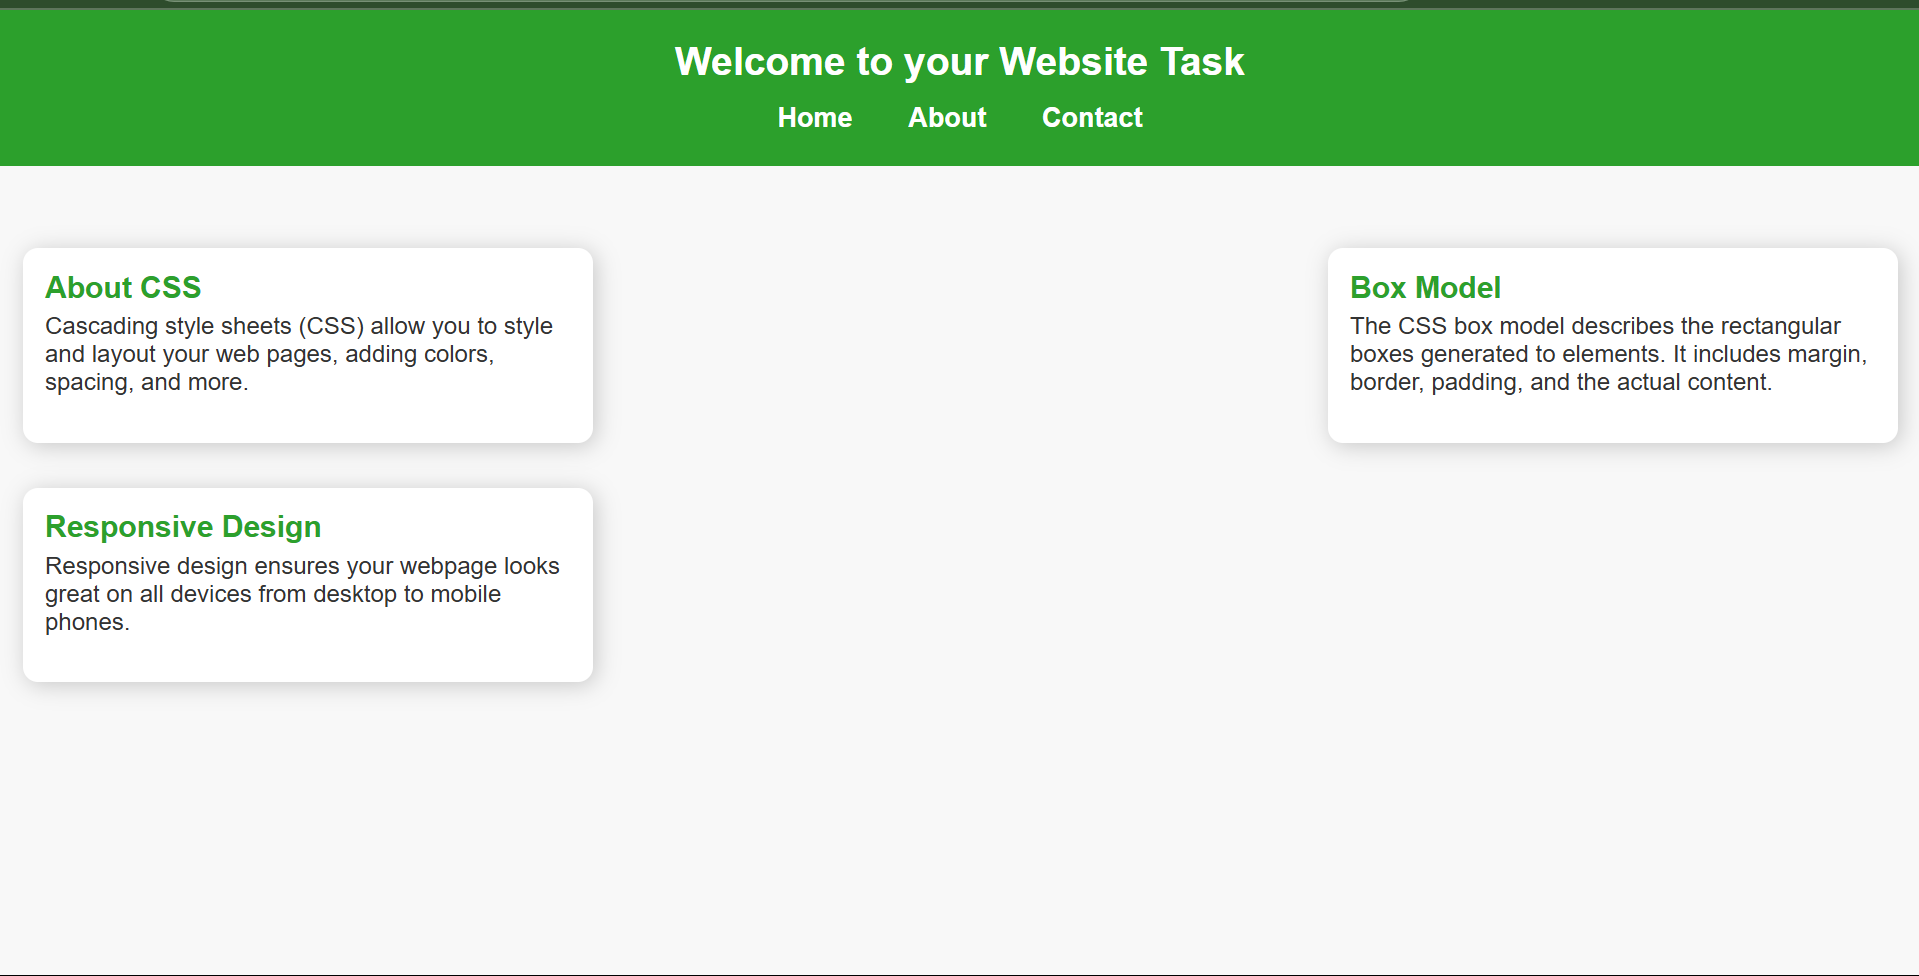 Welcome to your Website Task
Home About Contact
About CSS
Cascading style sheets (CSS) allow you to style
and layout your web pages, adding colors,
spacing, and more.
Box Model
The CSS box model describes the rectangular
boxes generated to elements. It includes margin,
border, padding, and the actual content.
Responsive Design
Responsive design ensures your webpage looks
great on all devices from desktop to mobile
phones.